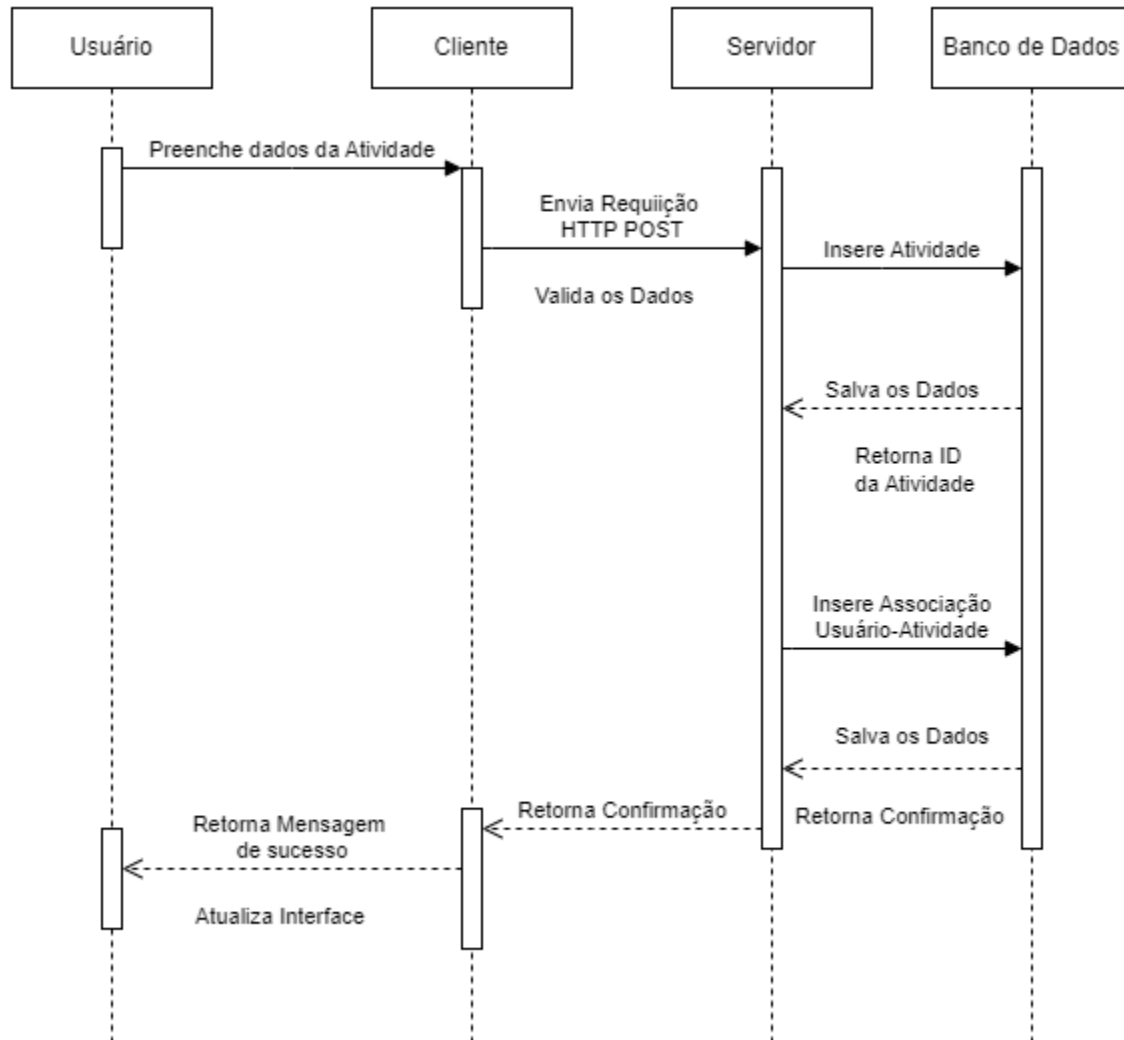 Usuário
Cliente
Servidor
Banco de Dados
Preenche dados da Atividade
Envia Requiição
HTTP POST
Insere Atividade
Valida os Dados
Salva os Dados
Retorna ID
da Atividade
Insere Associação
Usuário-Atividade
Salva os Dados
Retorna Confirmação
Retorna Confirmação
Retorna Mensagem
de sucesso
Atualiza Interface